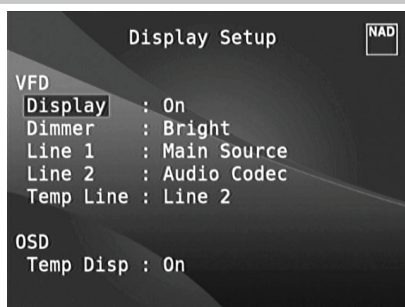 Display Setup
NAD
VFD
Display : On
Dimmer : Bright
Line 1 : Main Source
Line 2 : Audio Codec
Temp Line : Line 2
OSD
Temp Disp : On